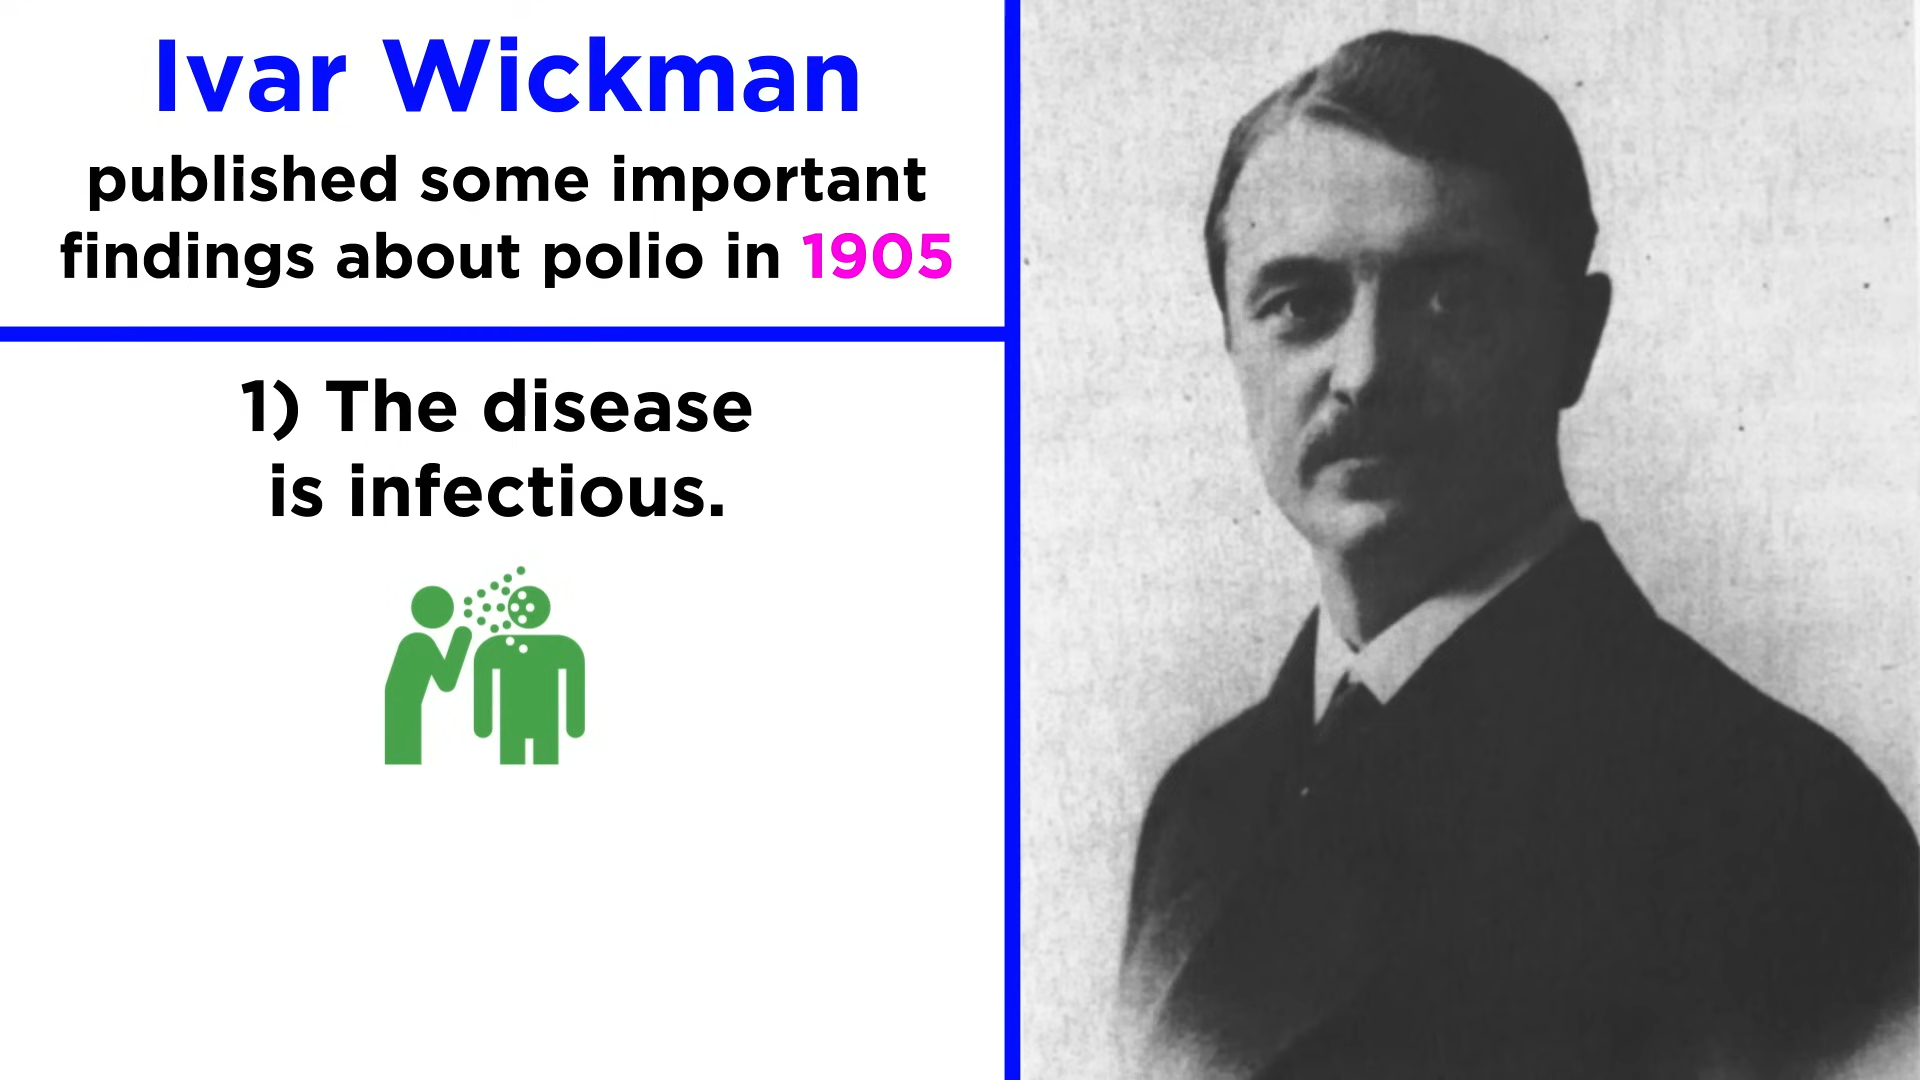 Ivar Wickman
published some important
findings about polio in 1905
1) The disease
is infectious.